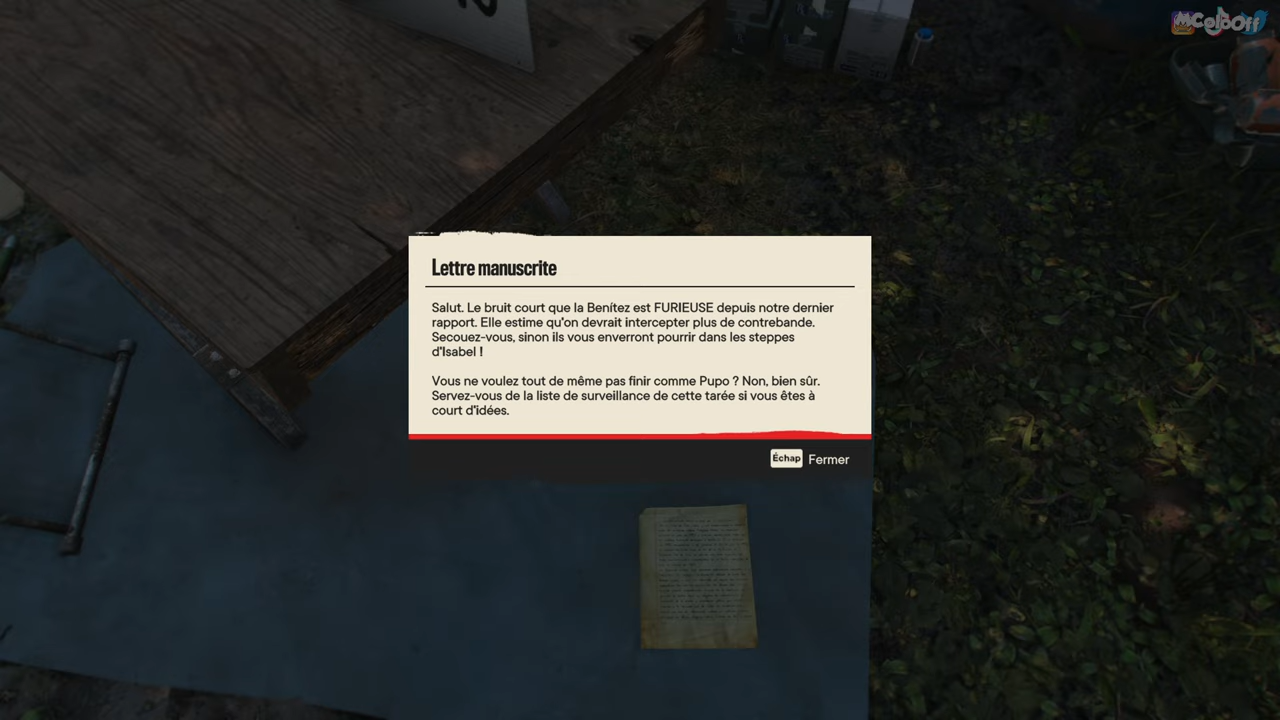 MCelooff
Lettre manuscrite
Salut. Le bruit court que la Benítez est FURIEUSE depuis notre dernier
rapport. Elle estime qu'on devrait intercepter plus de contrebande.
Secouez-vous, sinon ils vous enverront pourrir dans les steppes
d'Isabel !
Vous ne voulez tout de même pas finir comme Pupo ? Non, bien sûr.
Servez-vous de la liste de surveillance de cette tarée si vous êtes à
court d'idées.
Échap Fermer